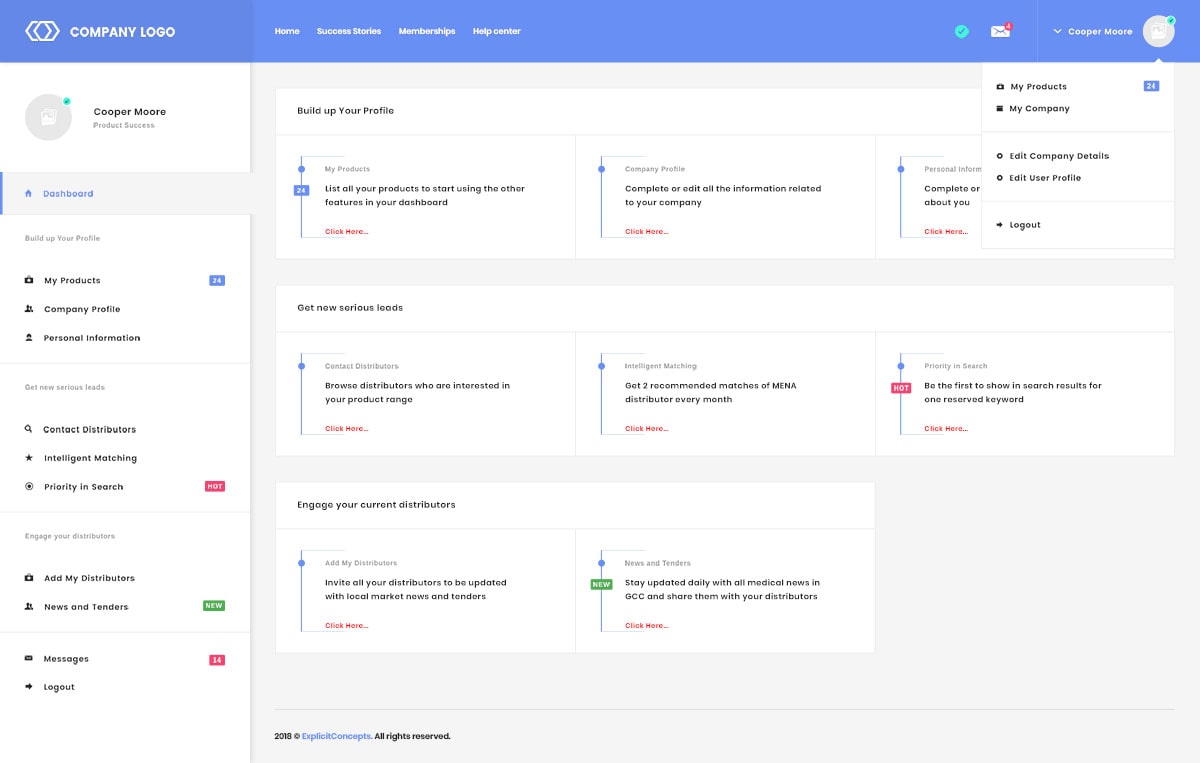 COMPANY LOGO
Home
Success Stories
Memberships
Help center
4
Cooper Moore
My Products
24
My Company
Edit Company Details
Edit User Profile
Logout
Cooper Moore
Product Success
Dashboard
Build up Your Profile
My Products
24
Company Profile
Personal Information
Get new serious leads
Contact Distributors
Intelligent Matching
Priority in Search
HOT
Engage your distributors
Add My Distributors
News and Tenders
NEW
Messages
14
Logout
Build up Your Profile
My Products
24
List all your products to start using the other
features in your dashboard
Click Here...
Company Profile
Complete or edit all the information related
to your company
Click Here...
Personal Inform
Complete or
about you
Click Here...
Get new serious leads
Contact Distributors
Browse distributors who are interested in
your product range
Click Here...
Intelligent Matching
Get 2 recommended matches of MENA
distributor every month
Click Here...
Priority in Search
HOT
Be the first to show in search results for
one reserved keyword
Click Here...
Engage your current distributors
Add My Distributors
Invite all your distributors to be updated
with local market news and tenders
Click Here...
News and Tenders
NEW
Stay updated daily with all medical news in
GCC and share them with your distributors
Click Here...
2018 © ExplicitConcepts. All rights reserved.